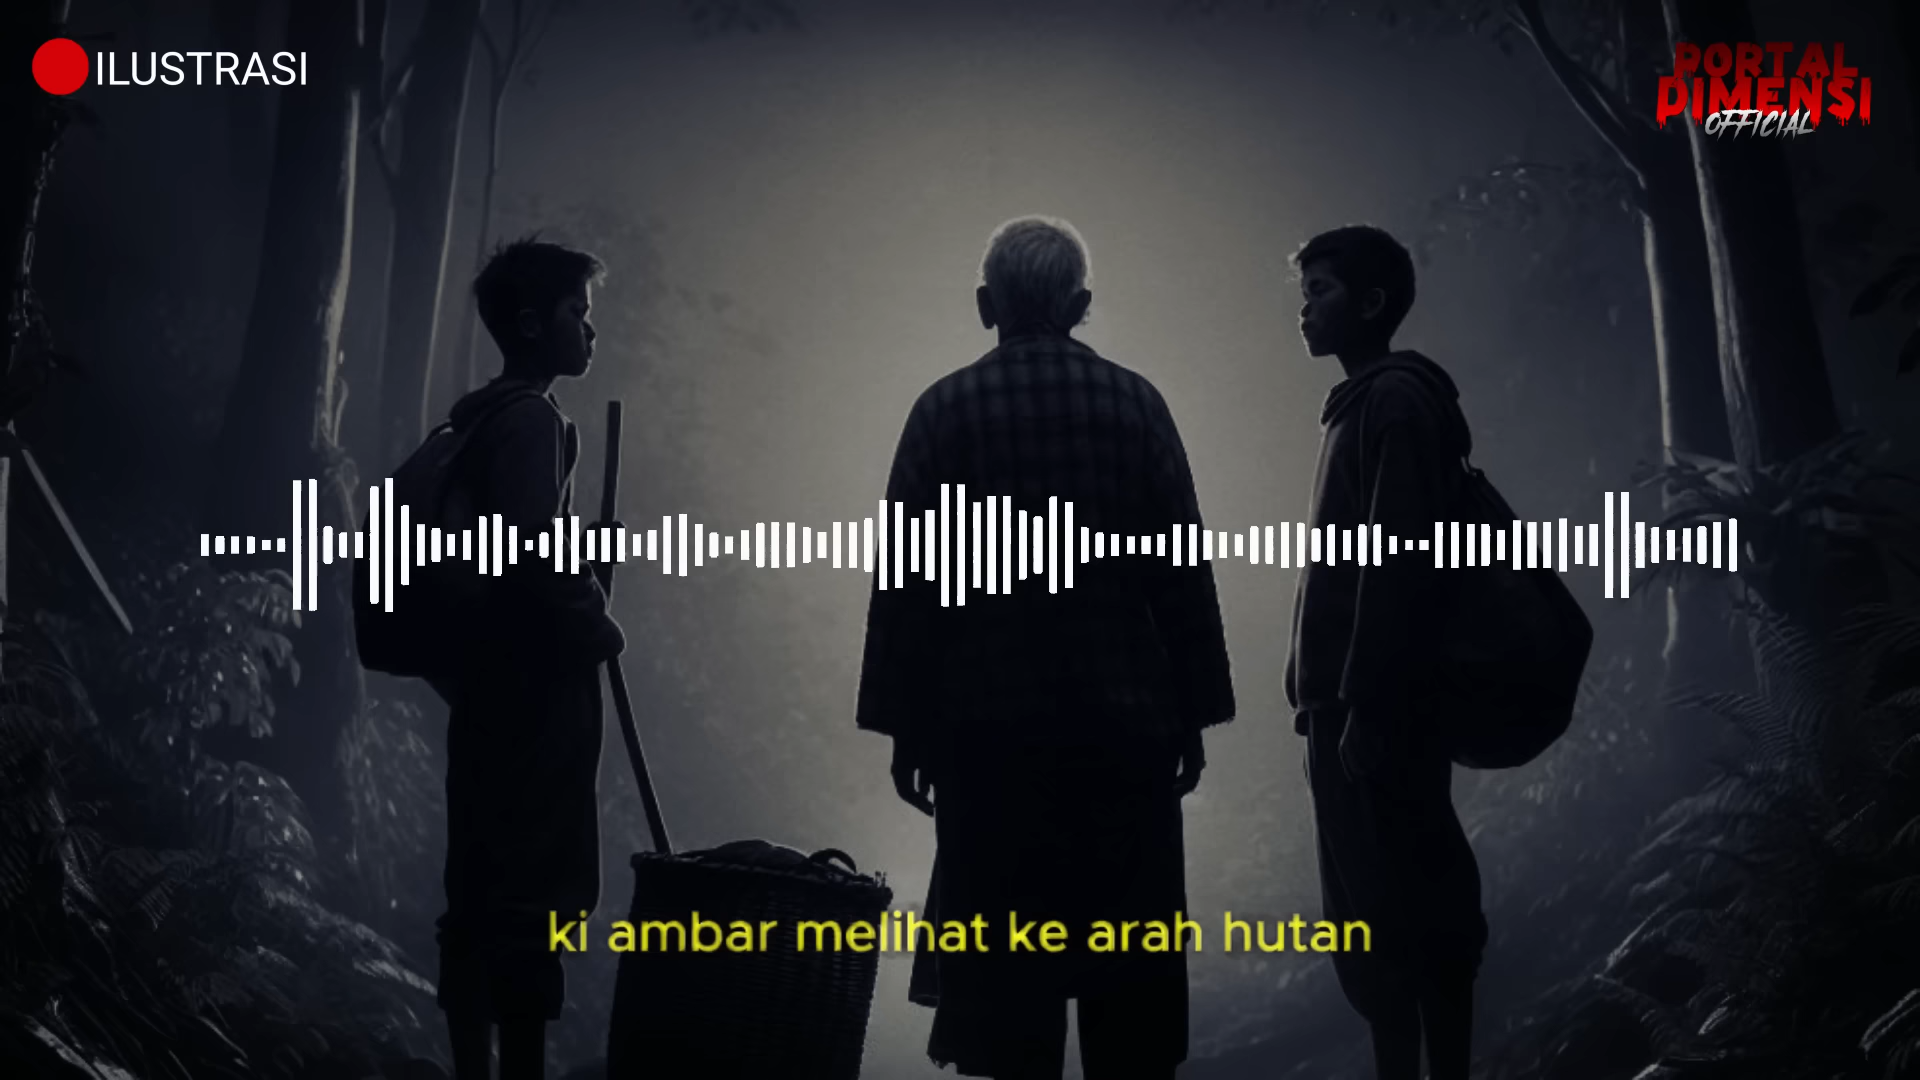 ILUSTRASI
PORTAL
DIMENSI
OFFICIAL
ki ambar melihat ke arah hutan